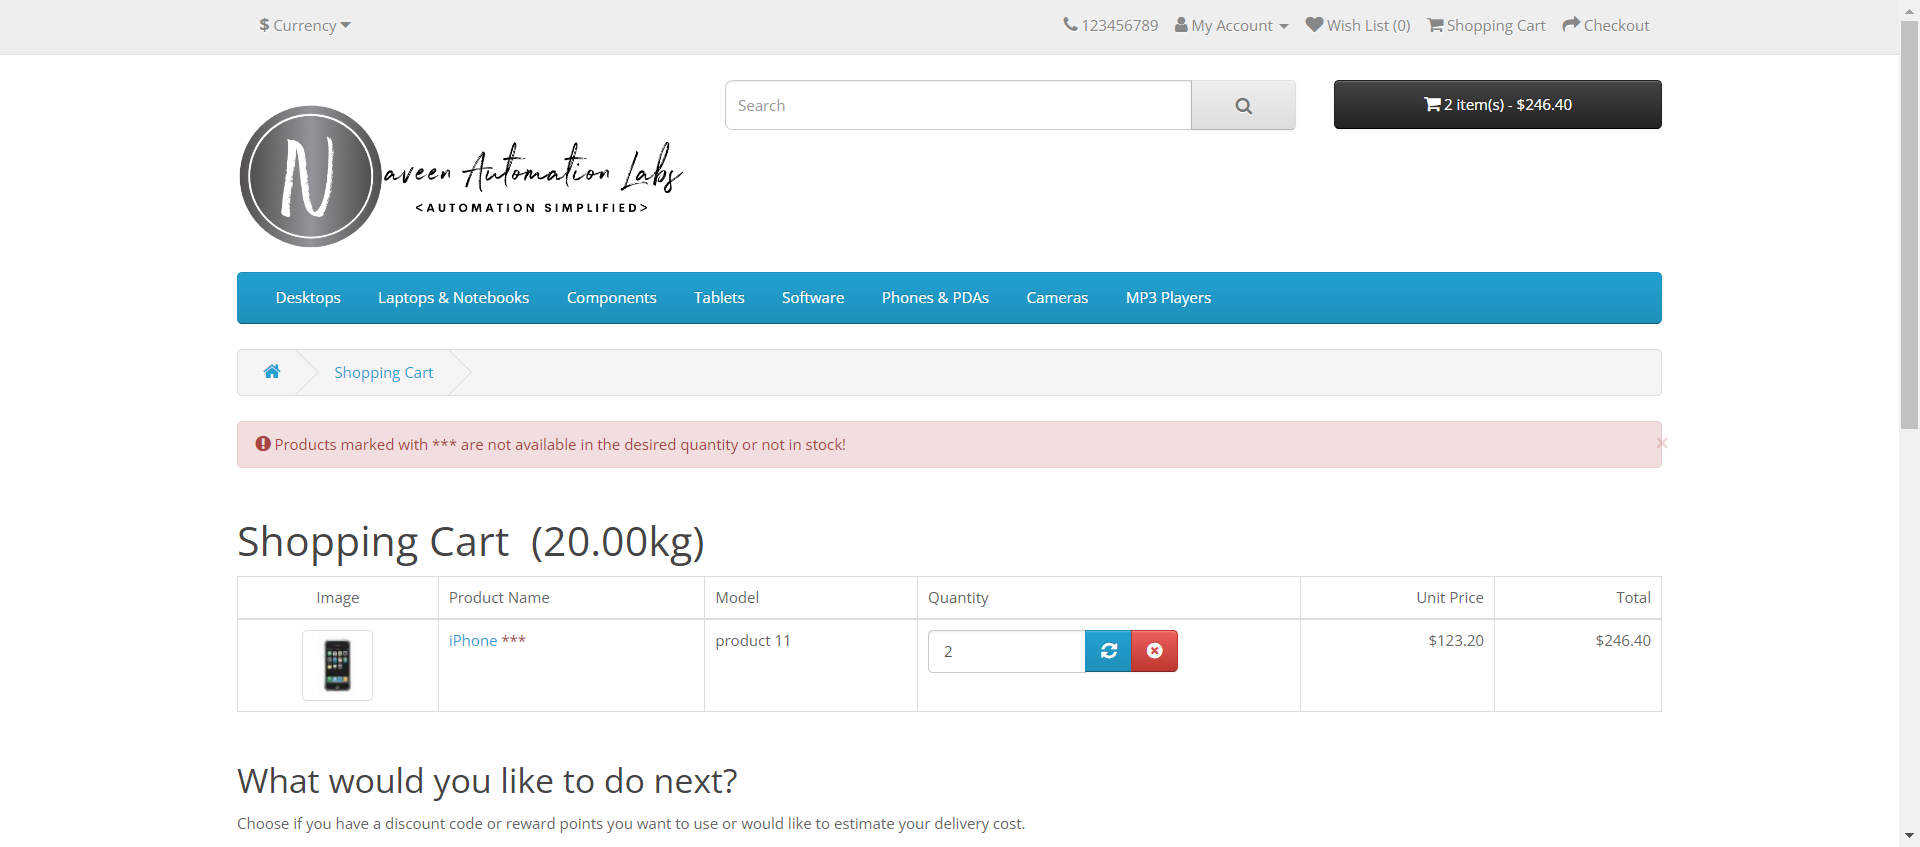 $ Currency 123456789 My Account Wish List (0) Shopping Cart Checkout
Search
2 item(s) - $246.40
N aveen Automation Labs
<AUTOMATION SIMPLIFIED>
Desktops Laptops & Notebooks Components Tablets Software Phones & PDAs Cameras MP3 Players
Shopping Cart
Products marked with *** are not available in the desired quantity or not in stock! ×
Shopping Cart (20.00kg)
Image Product Name Model Quantity Unit Price Total
iPhone *** product 11 2 $123.20 $246.40
What would you like to do next?
Choose if you have a discount code or reward points you want to use or would like to estimate your delivery cost.